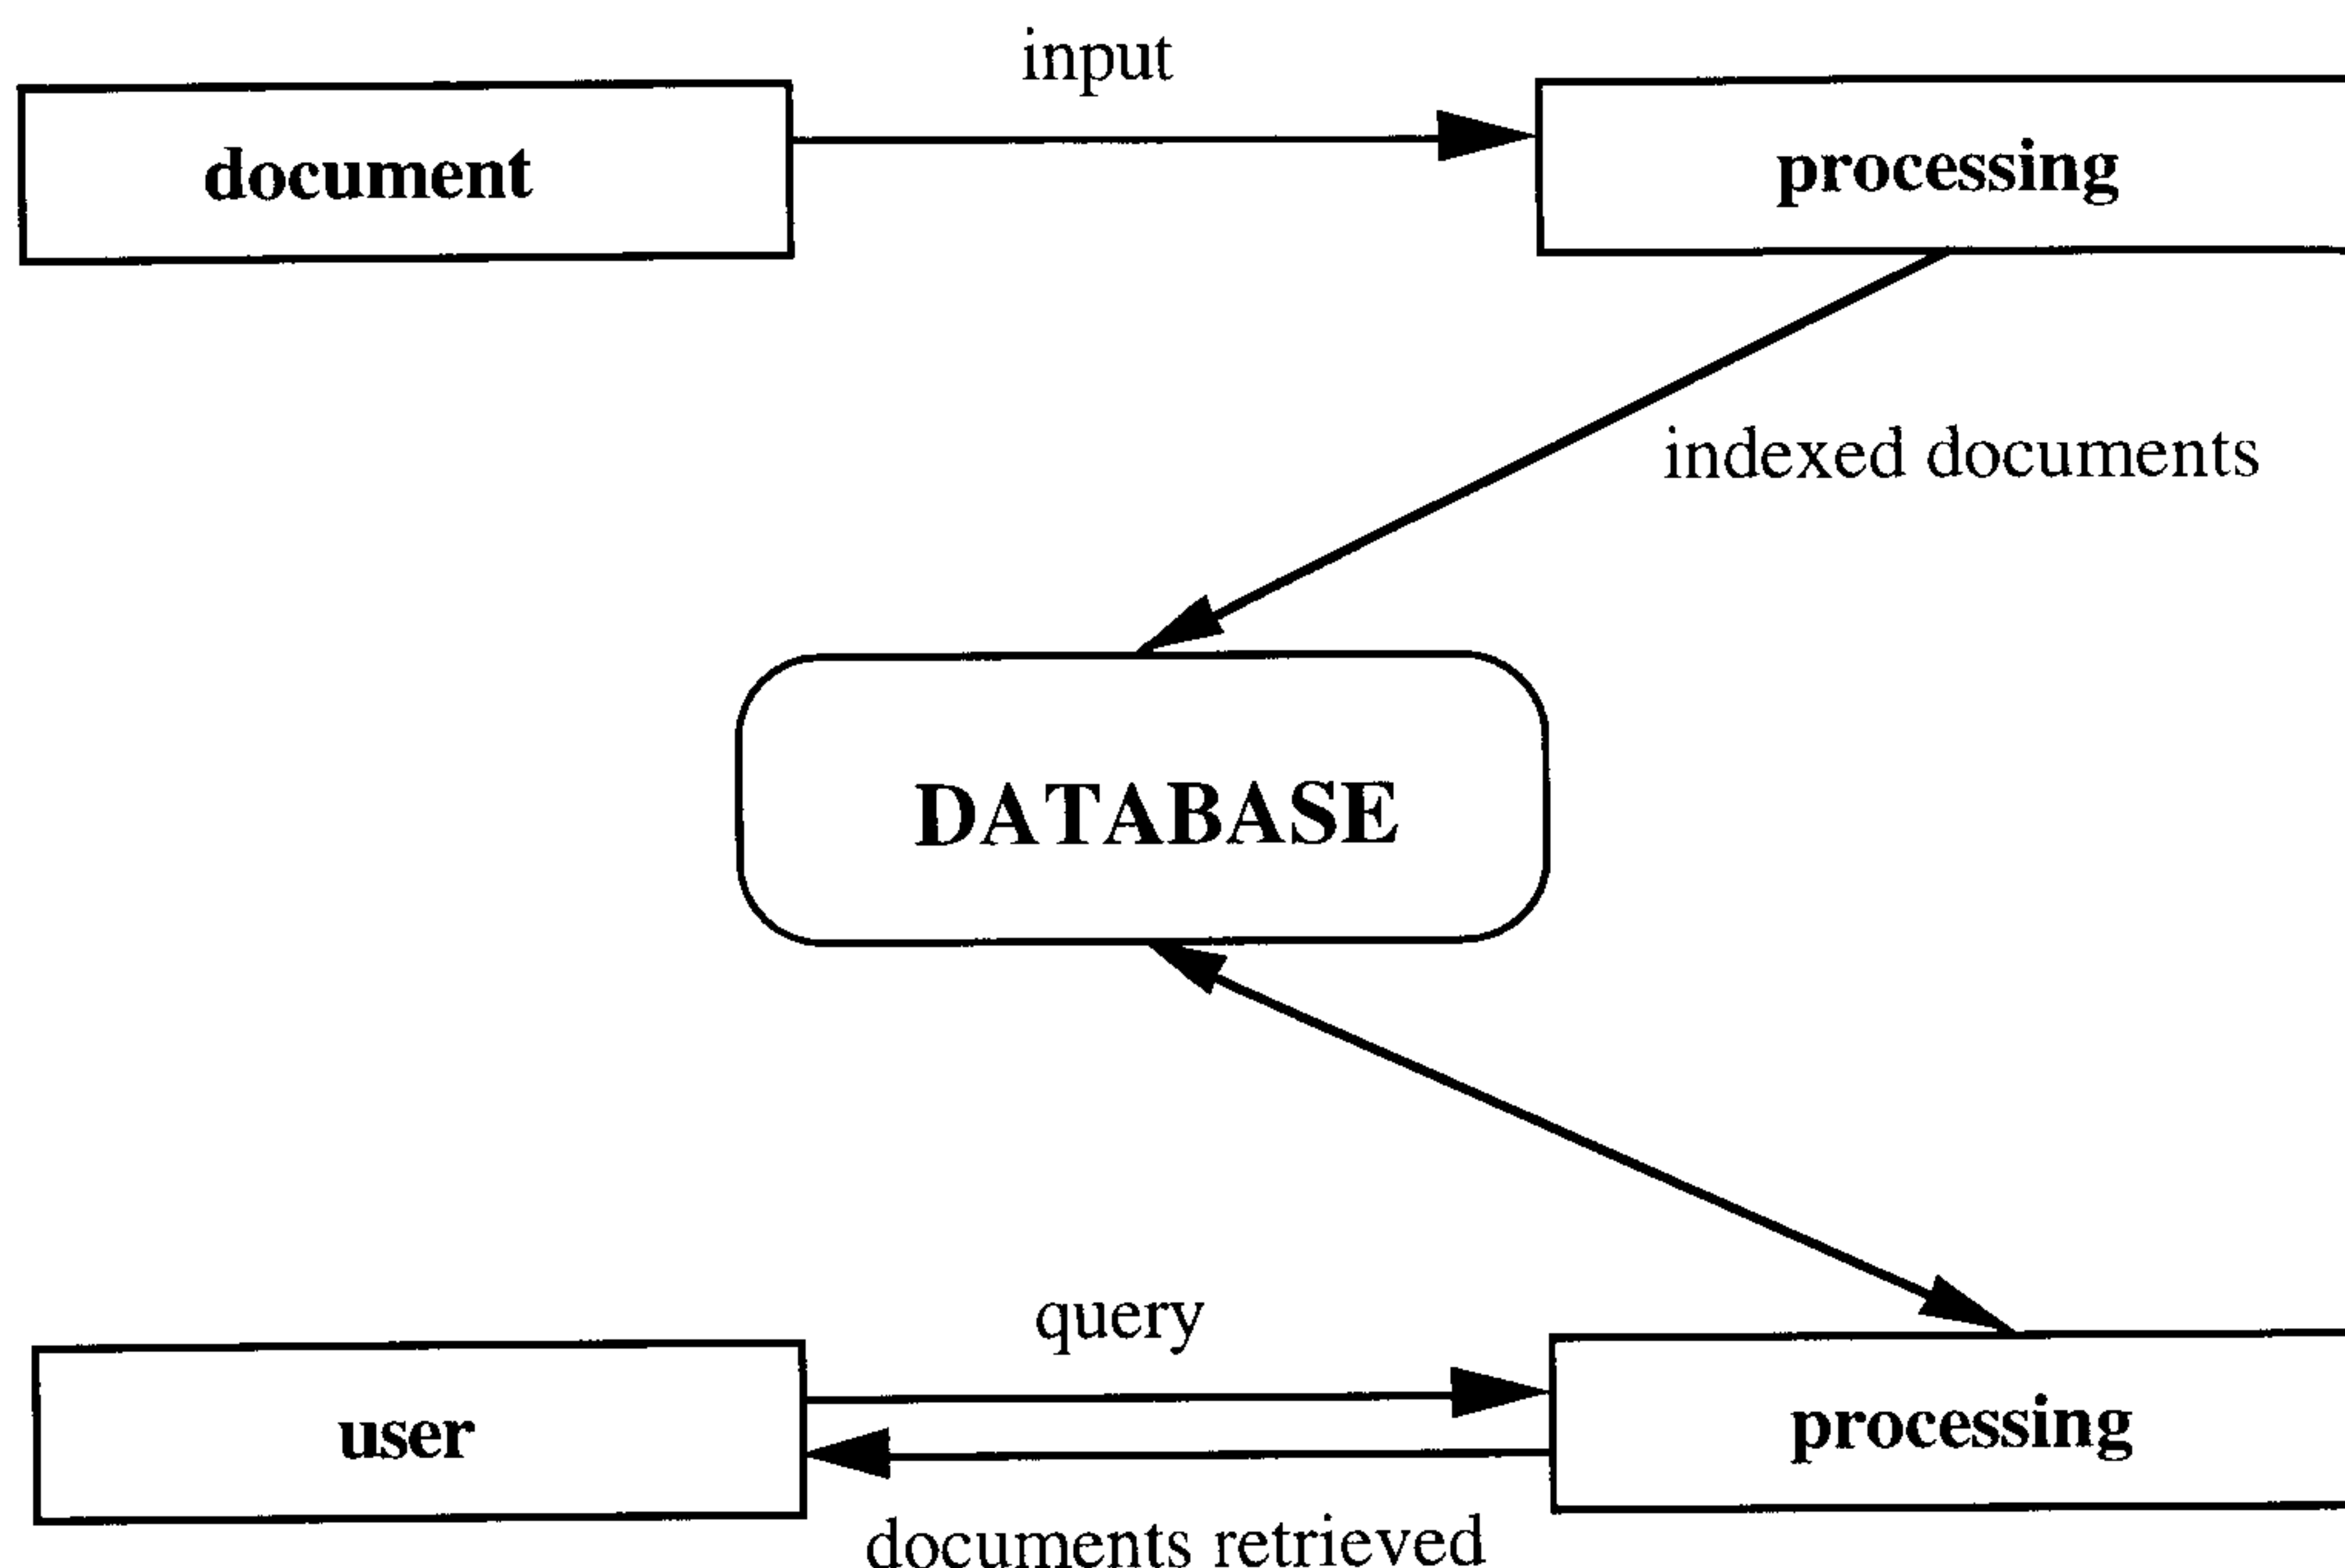 input
document
processing
indexed documents
DATABASE
query
user
processing
documents retrieved